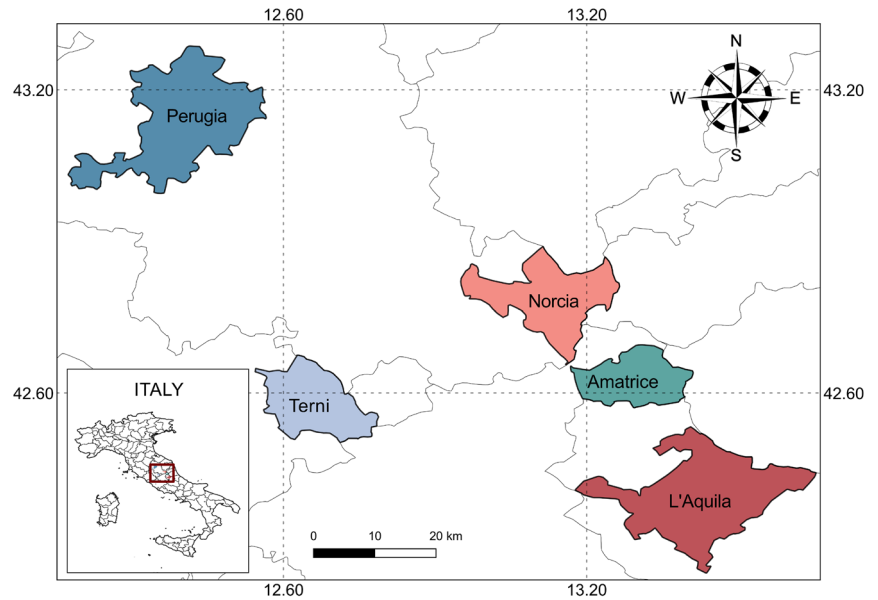 12.60 13.20
N
43.20 W E 43.20
Perugia
S
Norcia
Amatrice
42.60 42.60
ITALY
Terni
L'Aquila
0 10 20 km
12.60 13.20